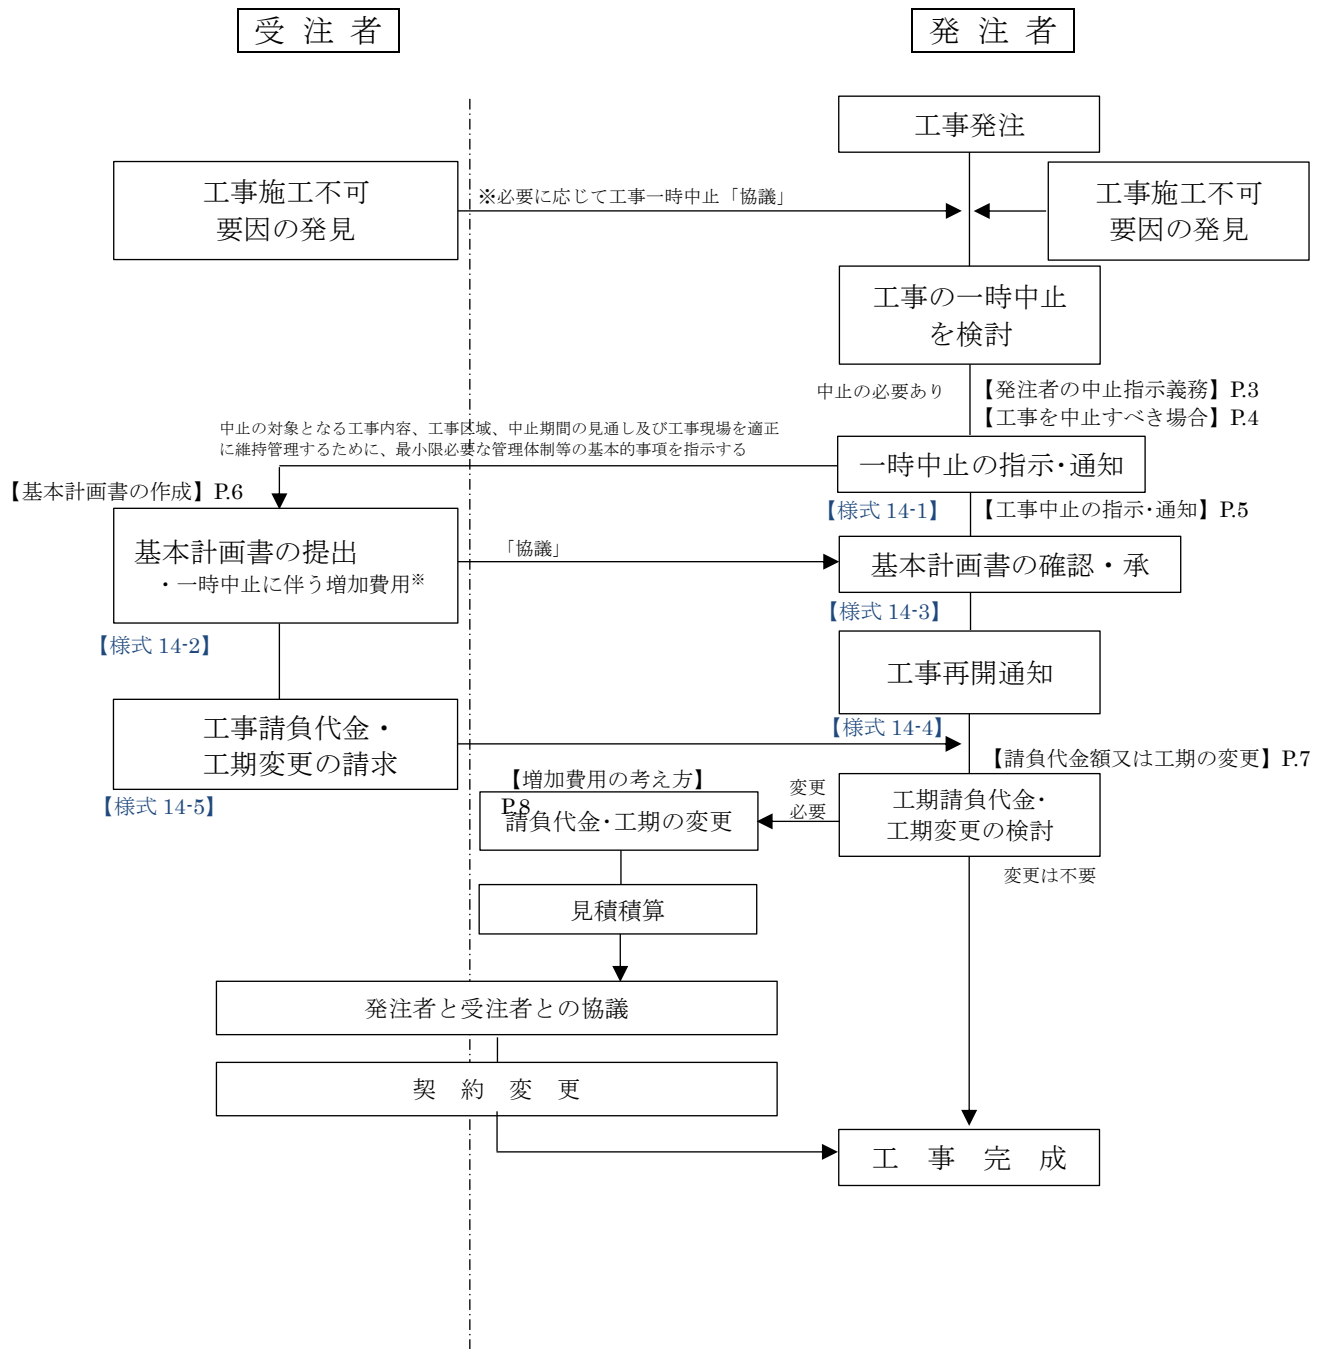 受 注 者
発 注 者
工事発注
工事施工不可
要因の発見
※必要に応じて工事一時中止「協議」
工事施工不可
要因の発見
工事の一時中止
を検討
中止の必要あり
【発注者の中止指示義務】P.3
【工事を中止すべき場合】P.4
中止の対象となる工事内容、工事区域、中止期間の見通し及び工事現場を適正
に維持管理するために、最小限必要な管理体制等の基本的事項を指示する
一時中止の指示・通知
【基本計画書の作成】P.6
【様式 14-1】
【工事中止の指示・通知】P.5
基本計画書の提出
・一時中止に伴う増加費用※
「協議」
基本計画書の確認・承
【様式 14-3】
【様式 14-2】
工事再開通知
工事請負代金・
工期変更の請求
【様式 14-4】
【請負代金額又は工期の変更】P.7
【様式 14-5】
【増加費用の考え方】
P.8
請負代金・工期の変更
変更
必要
工期請負代金・
工期変更の検討
変更は不要
見積積算
発注者と受注者との協議
契 約 変 更
工 事 完 成